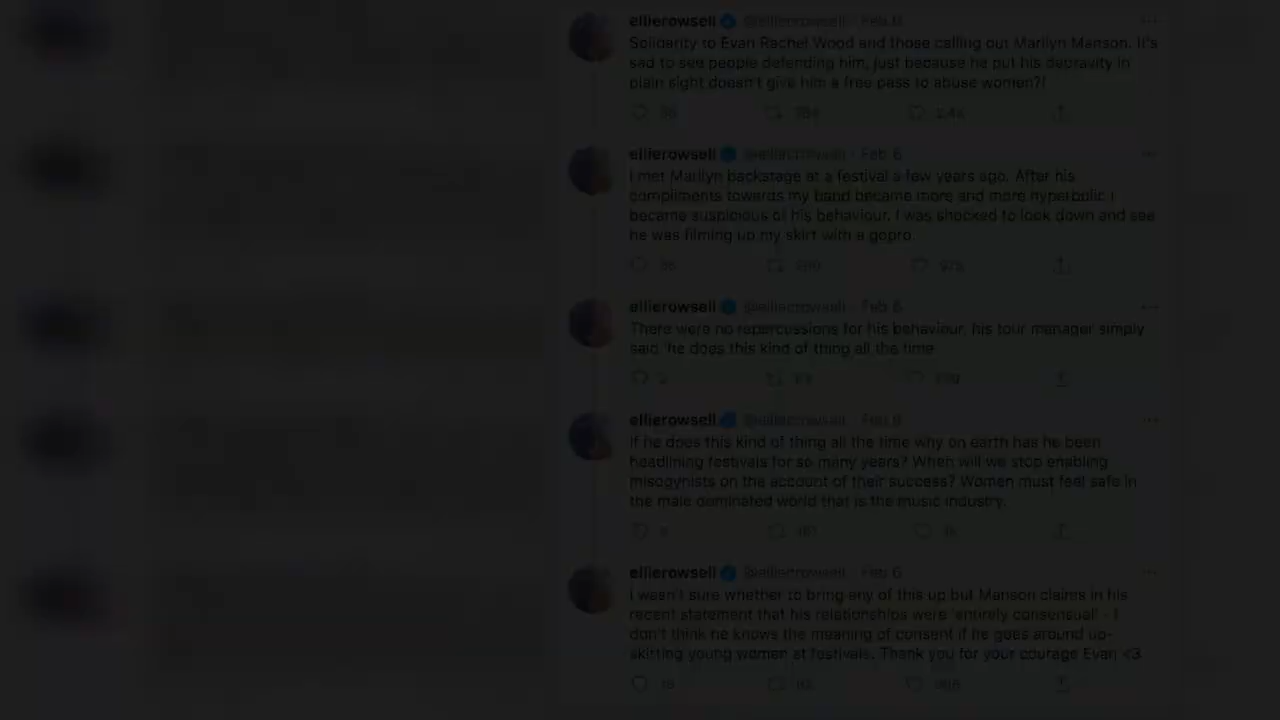 ellierowsell @ellierowsell · Feb 6
Solidarity to Evan Rachel Wood and those calling out Marilyn Manson. It's
sad to see people defending him, just because he put his depravity in
plain sight doesn't give him a free pass to abuse women?!
ellierowsell @ellierowsell · Feb 6
I met Marilyn backstage at a festival a few years ago. After his
compliments towards my band became more and more hyperbolic I
became suspicious of his behaviour. I was shocked to look down and see
he was filming up my skirt with a gopro.
ellierowsell @ellierowsell · Feb 6
There were no repercussions for his behaviour, his tour manager simply
said 'he does this kind of thing all the time
ellierowsell @ellierowsell · Feb 6
If he does this kind of thing all the time why on earth has he been
headlining festivals for so many years? When will we stop enabling
misogynists on the account of their success? Women must feel safe in
the male dominated world that is the music industry.
ellierowsell @ellierowsell · Feb 6
I wasn't sure whether to bring any of this up but Manson claims in his
recent statement that his relationships were 'entirely consensual' - I
don't think he knows the meaning of consent if he goes around up-
skirting young women at festivals. Thank you for your courage Evan <3